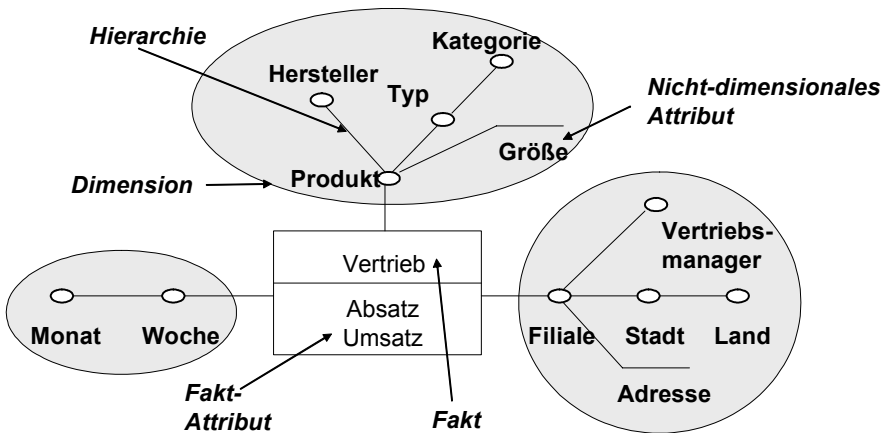 Hierarchie
Kategorie
Hersteller
Typ
Nicht-dimensionales
Attribut
Größe
Dimension
Produkt
Vertrieb
Vertriebs-
manager
Absatz
Umsatz
Monat
Woche
Filiale
Stadt
Land
Adresse
Fakt-
Attribut
Fakt